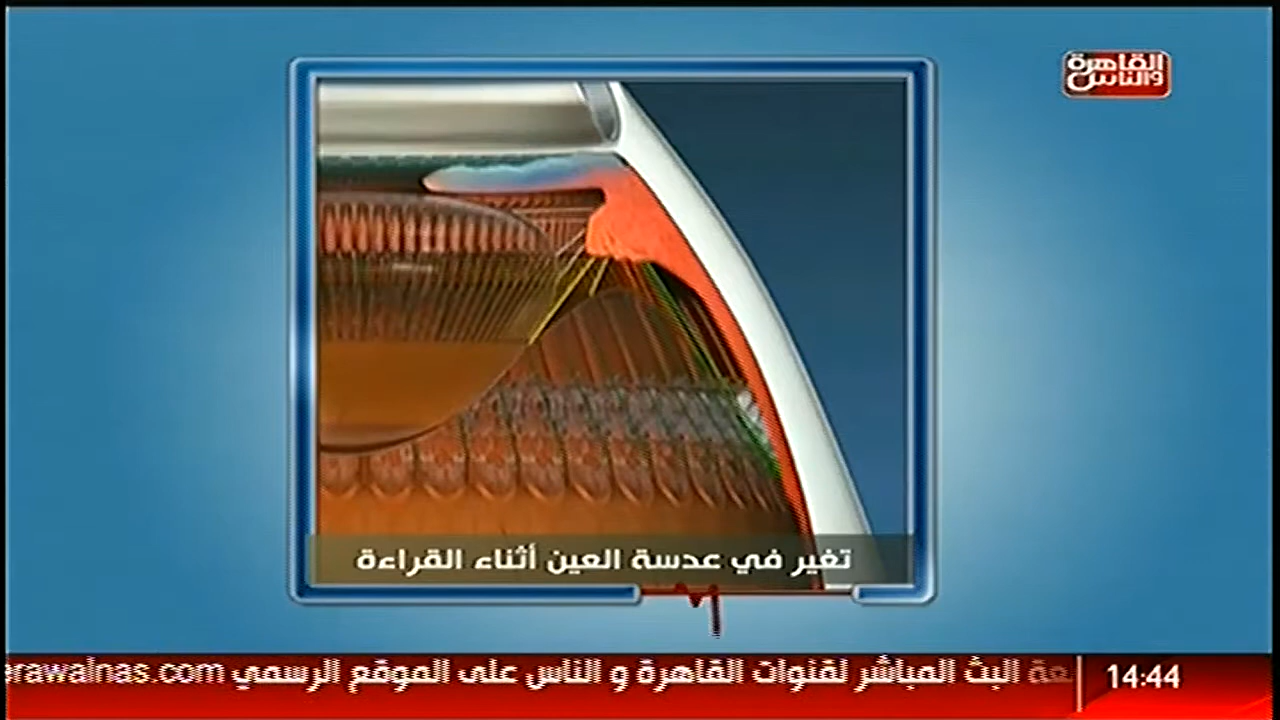 القاهرة
والناس
تغير في عدسة العين أثناء القراءة
البث المباشر لقنوات القاهرة و الناس على الموقع الرسمي erawalnas.com
14:44